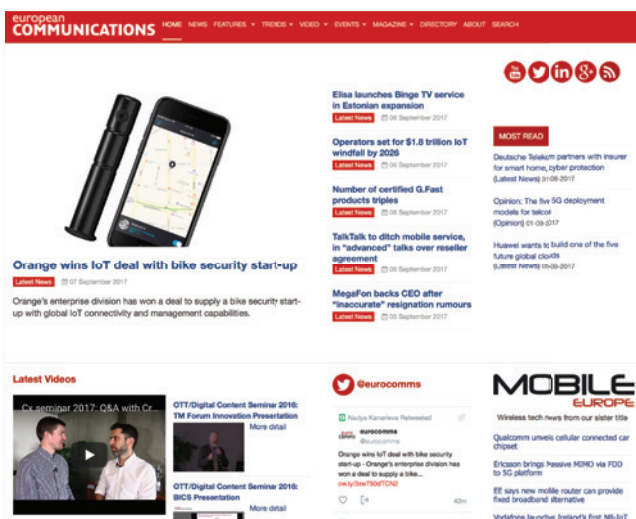 european
COMMUNICATIONS
HOME NEWS FEATURES TRENDS VIDEO EVENTS MAGAZINE DIRECTORY ABOUT SEARCH
Orange wins IoT deal with bike security start-up
Latest News 07 September 2017
Orange's enterprise division has won a deal to supply a bike security start-
up with global IoT connectivity and management capabilities.
Elisa launches Binge TV service
in Estonian expansion
Latest News 06 September 2017
Operators set for $1.8 trillion IoT
windfall by 2026
Latest News 06 September 2017
Number of certified G.Fast
products triples
Latest News September 2017
TalkTalk to ditch mobile service,
in "advanced" talks over reseller
agreement
Latest News September 2017
MegaFon backs CEO after
"inaccurate" resignation rumours
Latest News September 2017
You
Tube
in
g+
MOST READ
Deutsche Telekom partners with insurer
for smart home, cyber protection
(Latest News) 31-08-2017
Opinion: The five 5G deployment
models for telcos
(Opinion) 01-09-2017
Huawei wants to build one of the five
future global clouds
(Latest News)
Latest Videos
Cx seminar 2017: Q&A with Cr...
OTT/Digital Content Seminar 2016:
TM Forum Innovation Presentation
More detail
OTT/Digital Content Seminar 2016:
BICS Presentation
More detail
@eurocomms
Nadya Kanarieva Retweeted
eurocomms
@eurocomms
Orange wins IoT deal with bike security
start-up - Orange's enterprise division has
won a deal to supply a bike...
42m
MOBILE
EUROPE
Wireless tech news from our sister title
Qualcomm unveils cellular connected car
chipset
Ericsson brings Massive MIMO via FDD
to 5G platform
EE says new mobile router can provide
fixed broadband alternative
Vodafone launches Ireland's first NB-IoT